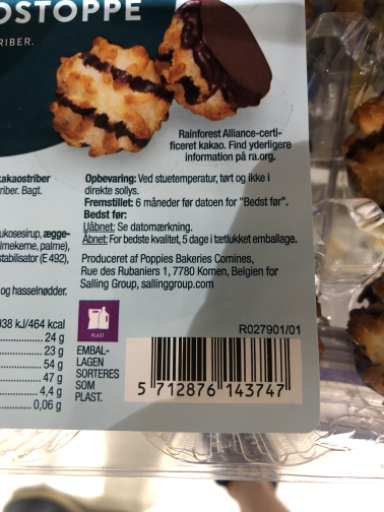 OSTOPPE
RIBER.
Rainforest Alliance-certi-
ficeret kakao. Find yderligere
information på ra.org.
kakaostriber
riber. Bagt.
Opbevaring: Ved stuetemperatur, tørt og ikke i
direkte sollys.
Fremstillet: 6 måneder før datoen for "Bedst før".
Bedst før:
Uåbnet: Se datomærkning.
Åbnet: For bedste kvalitet, 5 dage i tætlukket emballage.
ukosesirup, ægge-
lmekerne, palme),
stabilisator (E 492),
og hasselnødder.
Produceret af Poppies Bakeries Comines,
Rue des Rubaniers 1, 7780 Komen, Belgien for
Salling Group, sallinggroup.com
938 kJ/464 kcal
24 g
23 g
54 g
47 g
4,4 g
0,06 g
PLAST
EMBAL-
LAGEN
SORTERES
SOM
PLAST.
R027901/01
5 712876 143747